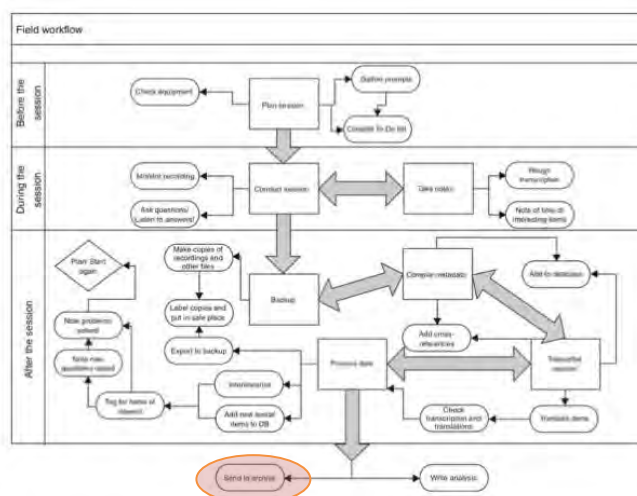 Field workflow
Before the
session
Check equipment
Plan session
Gather prompts
Consult To Do list
During the
session
Monitor recording
Ask questions/
Listen to answers!
Conduct session
Take notes
Rough
transcription
Note of time of
interesting items
After the session
Plan/ Start
again
Make copies of
recordings and
other files
Backup
Compile metadata
Add to database
Note problems
solved
Label copies and
put in safe place
Note new
questions raised
Export to backup
Add cross-
references
Process data
Transcribe
session
Interlinearize
Tag for items of
interest
Add new lexical
items to DB
Check
transcription and
translations
Translate items
Send to archive
Write analysis